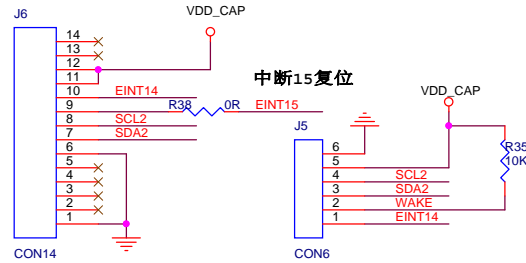 J6
VDD_CAP
14
13
12
11
10 EINT14
中断15复位
9 R38 0R EINT15
8 SCL2
7 SDA2
6
5
4
3
2
1
CON14
VDD_CAP
J5
R35
10K
6
5
4 SCL2
3 SDA2
2 WAKE
1 EINT14
CON6